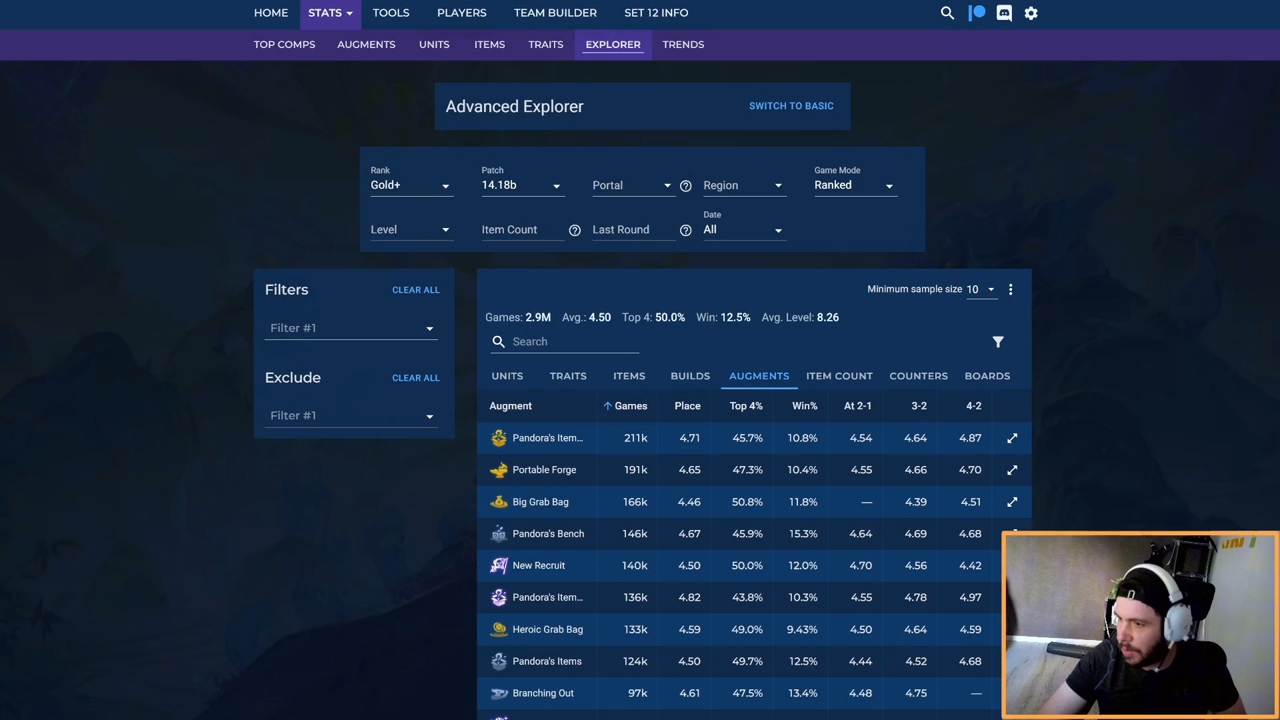 HOME STATS TOOLS PLAYERS TEAM BUILDER SET 12 INFO
TOP COMPS AUGMENTS UNITS ITEMS TRAITS EXPLORER TRENDS
Advanced Explorer SWITCH TO BASIC
Rank Patch Game Mode
Gold+ 14.18b Portal Region Ranked
Date
Level Item Count Last Round All
Filters CLEAR ALL
Filter #1
Exclude CLEAR ALL
Filter #1
Minimum sample size 10
Games: 2.9M Avg.: 4.50 Top 4: 50.0% Win: 12.5% Avg. Level: 8.26
Search
UNITS TRAITS ITEMS BUILDS AUGMENTS ITEM COUNT COUNTERS BOARDS
Augment Games Place Top 4% Win% At 2-1 3-2 4-2
Pandora's Item... 211k 4.71 45.7% 10.8% 4.54 4.64 4.87
Portable Forge 191k 4.65 47.3% 10.4% 4.55 4.66 4.70
Big Grab Bag 166k 4.46 50.8% 11.8% — 4.39 4.51
Pandora's Bench 146k 4.67 45.9% 15.3% 4.64 4.69 4.68
New Recruit 140k 4.50 50.0% 12.0% 4.70 4.56 4.42
Pandora's Item... 136k 4.82 43.8% 10.3% 4.55 4.78 4.97
Heroic Grab Bag 133k 4.59 49.0% 9.43% 4.50 4.64 4.59
Pandora's Items 124k 4.50 49.7% 12.5% 4.44 4.52 4.68
Branching Out 97k 4.61 47.5% 13.4% 4.48 4.75 —